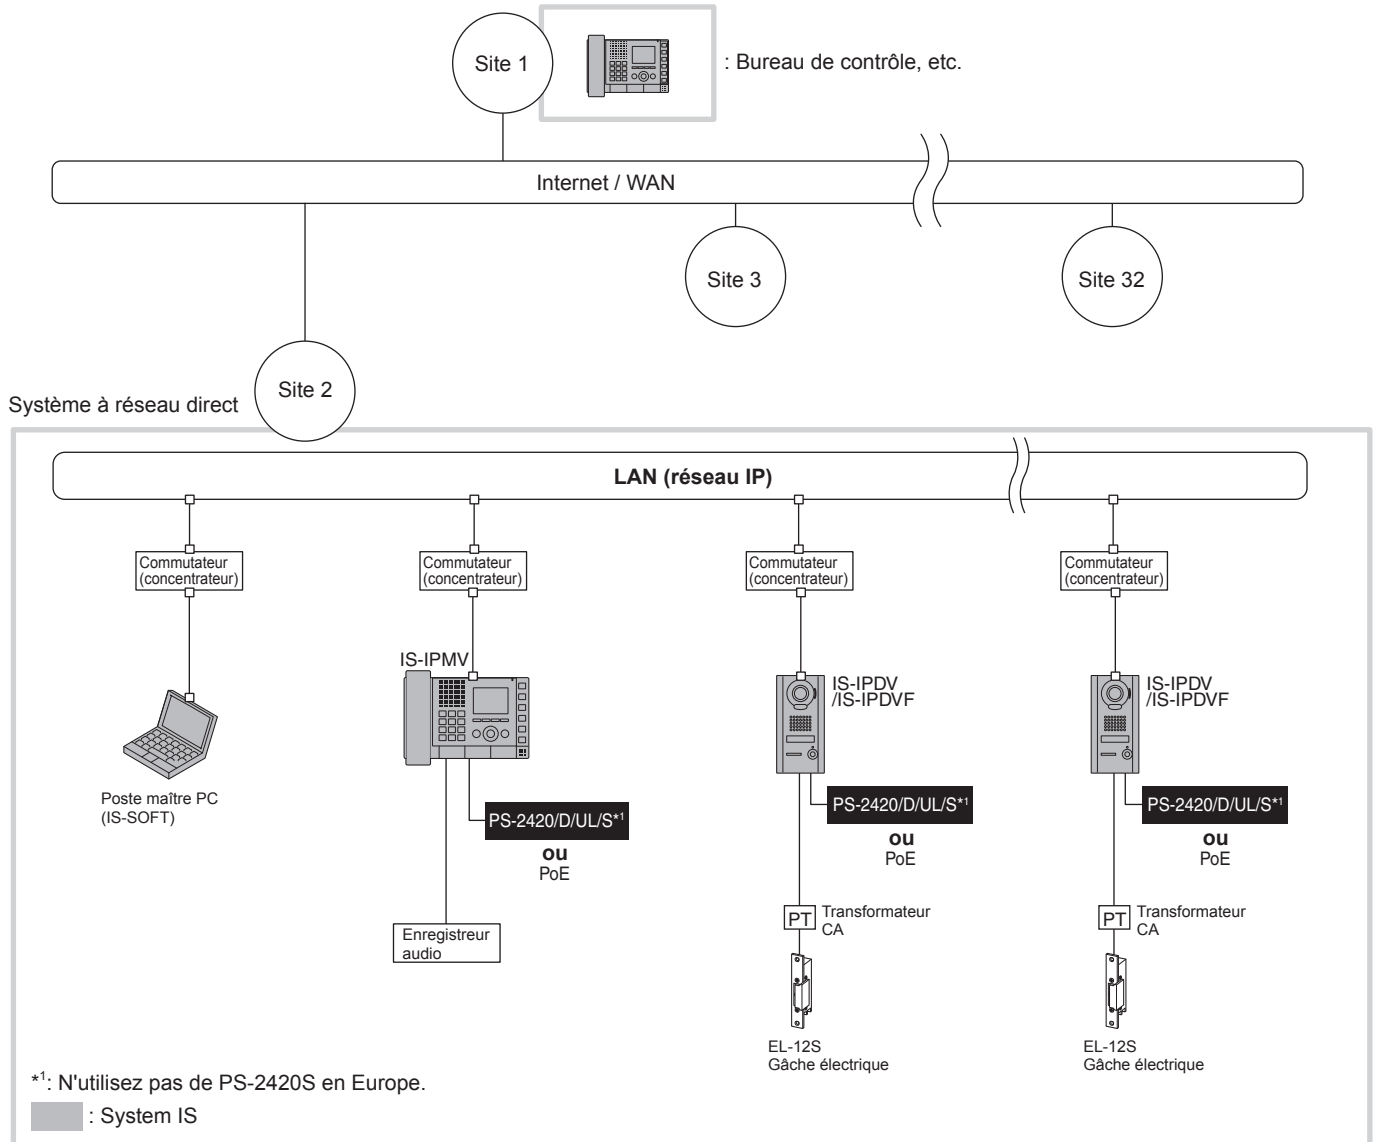 Site 1
: Bureau de contrôle, etc.
Internet / WAN
Site 3
Site 32
Site 2
Système à réseau direct
LAN (réseau IP)
Commutateur
(concentrateur)
Commutateur
(concentrateur)
Commutateur
(concentrateur)
Commutateur
(concentrateur)
IS-IPMV
IS-IPDV
/IS-IPDVF
IS-IPDV
/IS-IPDVF
Poste maître PC
(IS-SOFT)
PS-2420/D/UL/S*1
ou
PoE
PS-2420/D/UL/S*1
ou
PoE
PS-2420/D/UL/S*1
ou
PoE
Enregistreur
audio
PT
Transformateur
CA
PT
Transformateur
CA
EL-12S
Gâche électrique
EL-12S
Gâche électrique
*1: N'utilisez pas de PS-2420S en Europe.
: System IS